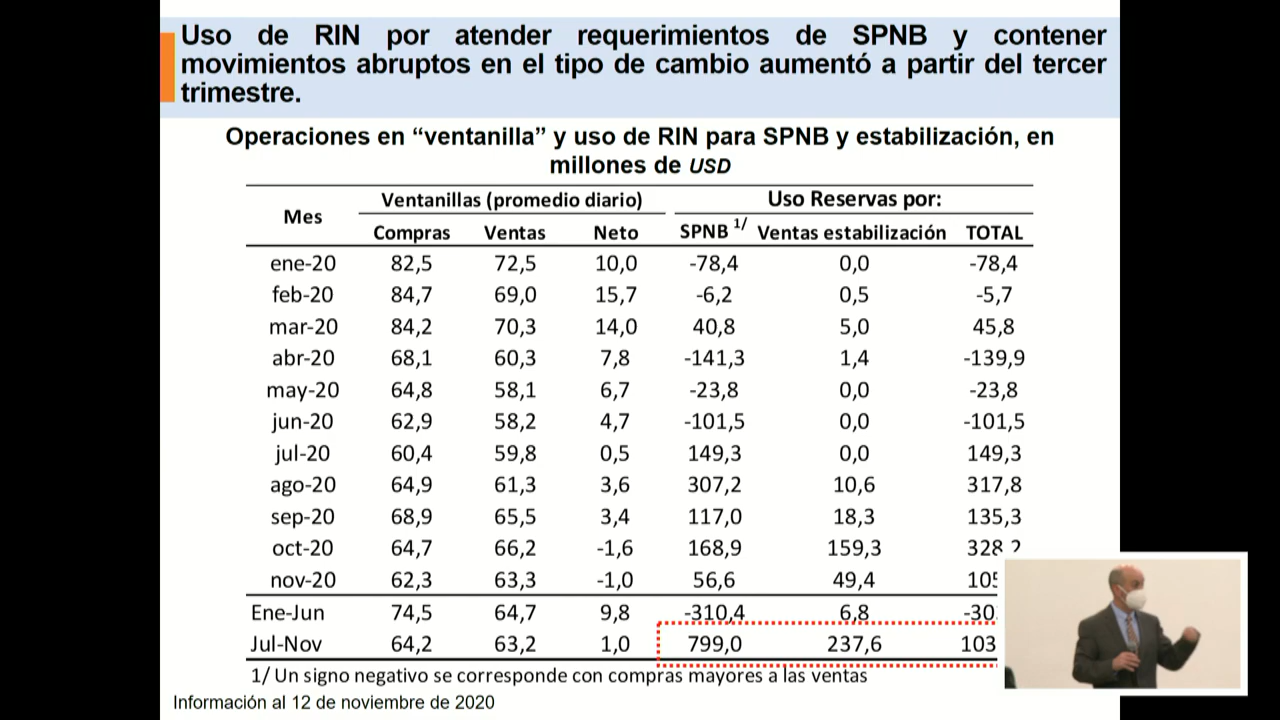 Uso de RIN por atender requerimientos de SPNB y contener
movimientos abruptos en el tipo de cambio aumentó a partir del tercer
trimestre.
Operaciones en “ventanilla” y uso de RIN para SPNB y estabilización, en
millones de USD
Mes Ventanillas (promedio diario) Uso Reservas por:
Compras Ventas Neto SPNB 1/ Ventas estabilización TOTAL
ene-20 82,5 72,5 10,0 -78,4 0,0 -78,4
feb-20 84,7 69,0 15,7 -6,2 0,5 -5,7
mar-20 84,2 70,3 14,0 40,8 5,0 45,8
abr-20 68,1 60,3 7,8 -141,3 1,4 -139,9
may-20 64,8 58,1 6,7 -23,8 0,0 -23,8
jun-20 62,9 58,2 4,7 -101,5 0,0 -101,5
jul-20 60,4 59,8 0,5 149,3 0,0 149,3
ago-20 64,9 61,3 3,6 307,2 10,6 317,8
sep-20 68,9 65,5 3,4 117,0 18,3 135,3
oct-20 64,7 66,2 -1,6 168,9 159,3
nov-20 62,3 63,3 -1,0 56,6 49,4
Ene-Jun 74,5 64,7 9,8 -310,4 6,8
Jul-Nov 64,2 63,2 1,0 799,0 237,6
1/ Un signo negativo se corresponde con compras mayores a las ventas
Información al 12 de noviembre de 2020